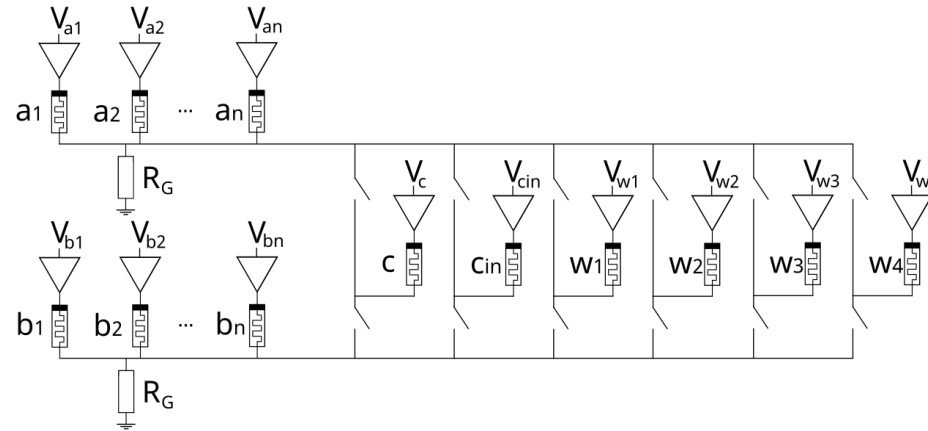 Va1 Va2 Van
a1 a2 ... an
RG
Vc Vcin Vw1 Vw2 Vw3 Vw
c cin w1 w2 w3 w4
Vb1 Vb2 Vbn
b1 b2 ... bn
RG